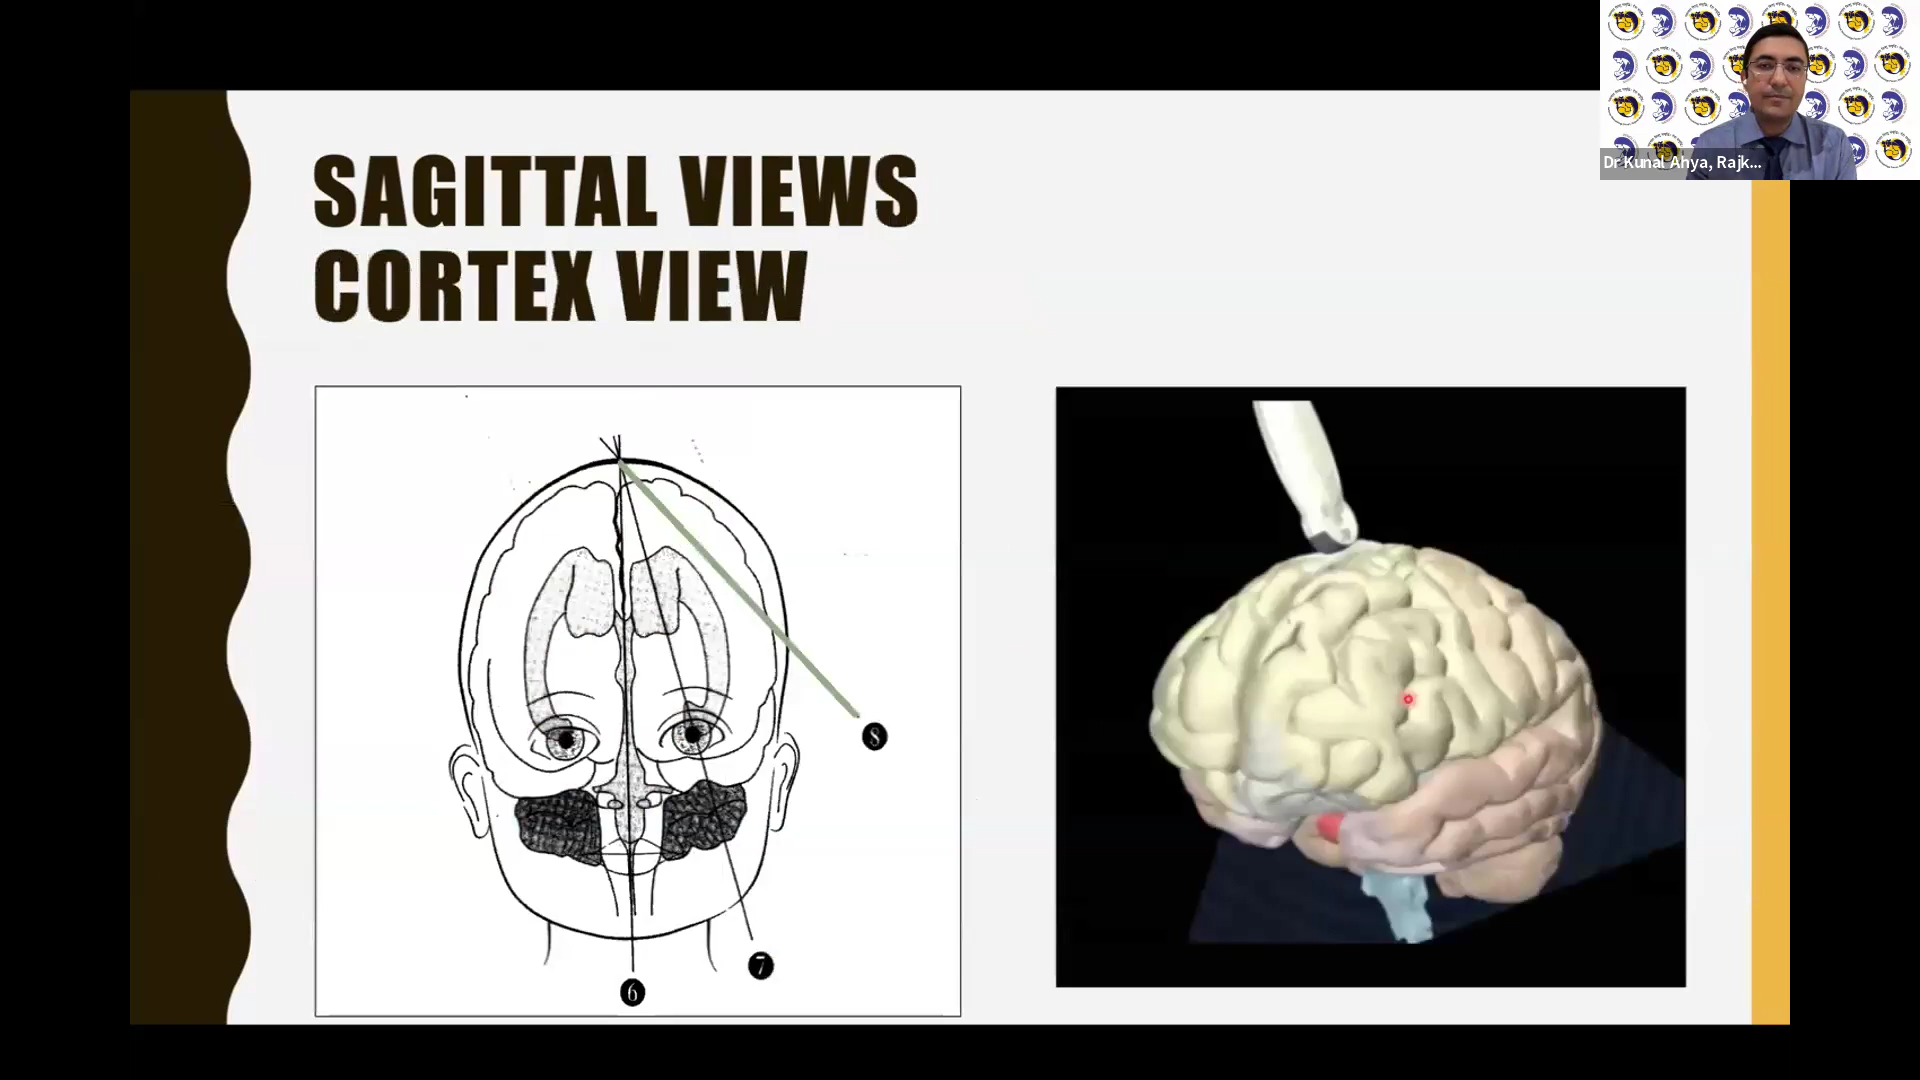 Dr Kunal Ahya, Rajk...
SAGITTAL VIEWS
CORTEX VIEW
8
7
6